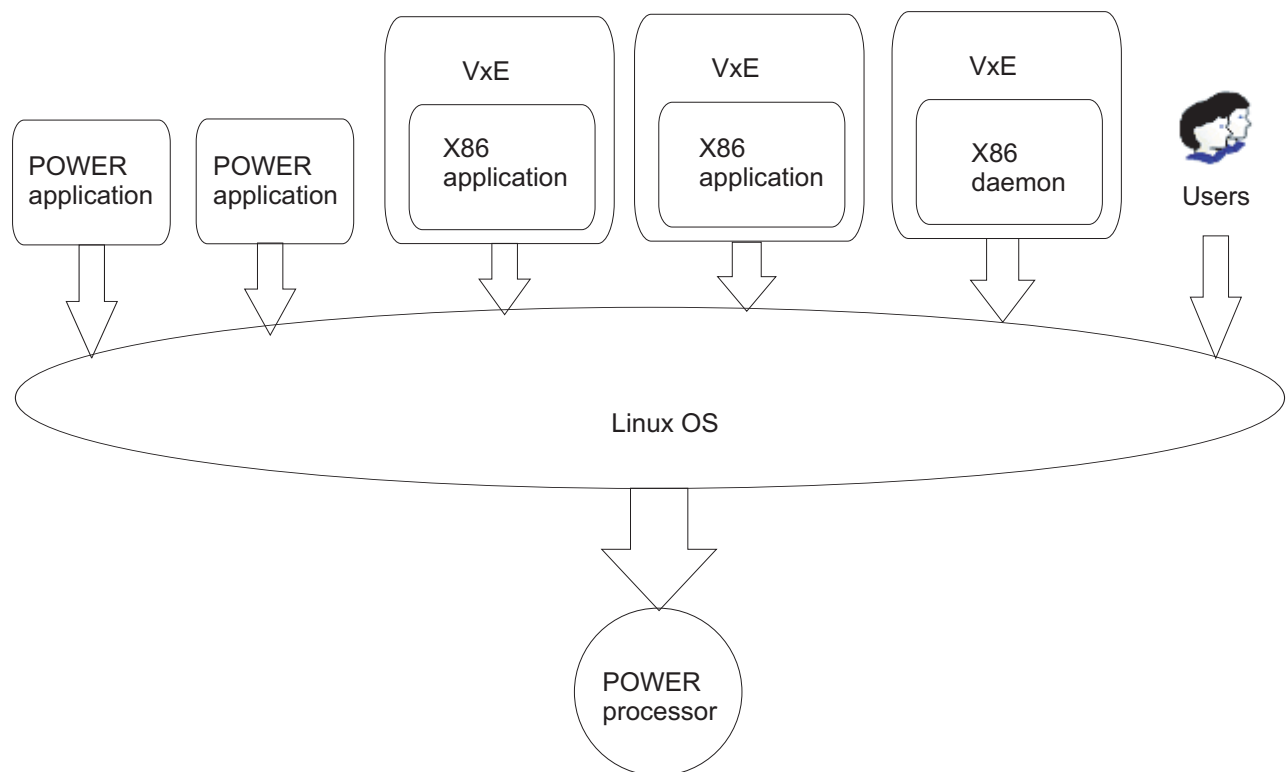 VxE
VxE
VxE
POWER
application
POWER
application
X86
application
X86
application
X86
daemon
Users
Linux OS
POWER
processor